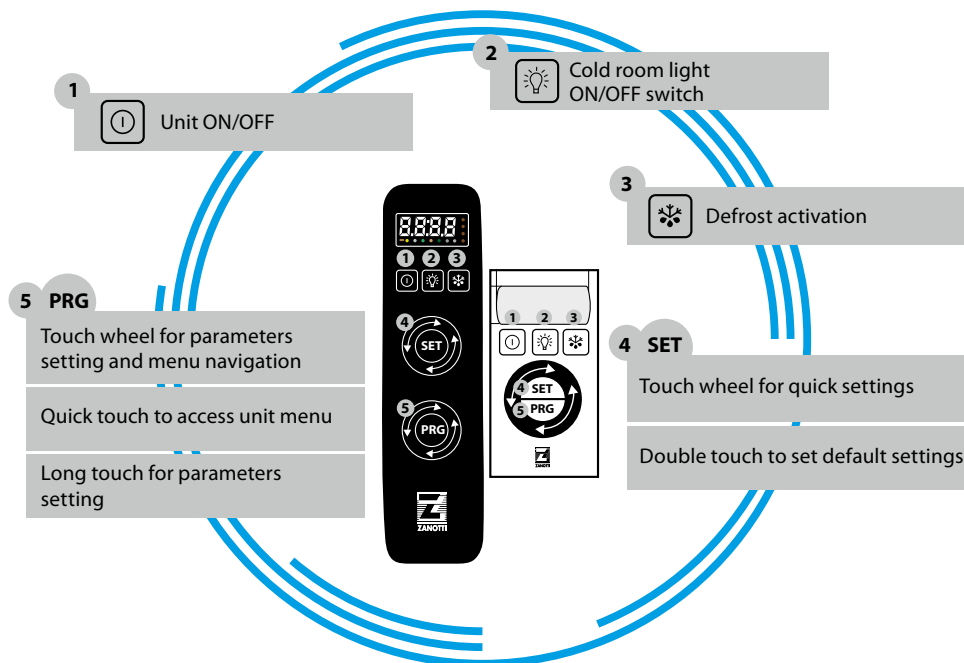 1
Unit ON/OFF
2
Cold room light
ON/OFF switch
3
Defrost activation
5 PRG
Touch wheel for parameters
setting and menu navigation
Quick touch to access unit menu
Long touch for parameters
setting
4 SET
Touch wheel for quick settings
Double touch to set default settings
8.8:8.8
1 2 3
4
SET
5
PRG
ZANOTTI
1 2 3
4 SET
5 PRG
ZANOTTI